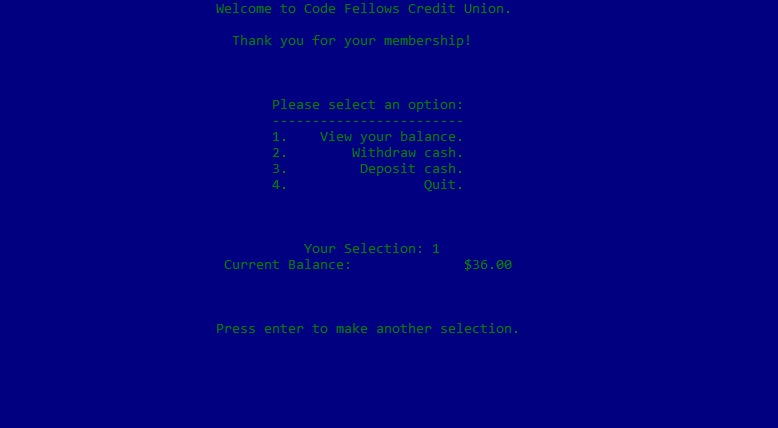 Welcome to Code Fellows Credit Union.
Thank you for your membership!
Please select an option:
------------------------
1. View your balance.
2. Withdraw cash.
3. Deposit cash.
4. Quit.
Your Selection: 1
Current Balance: $36.00
Press enter to make another selection.